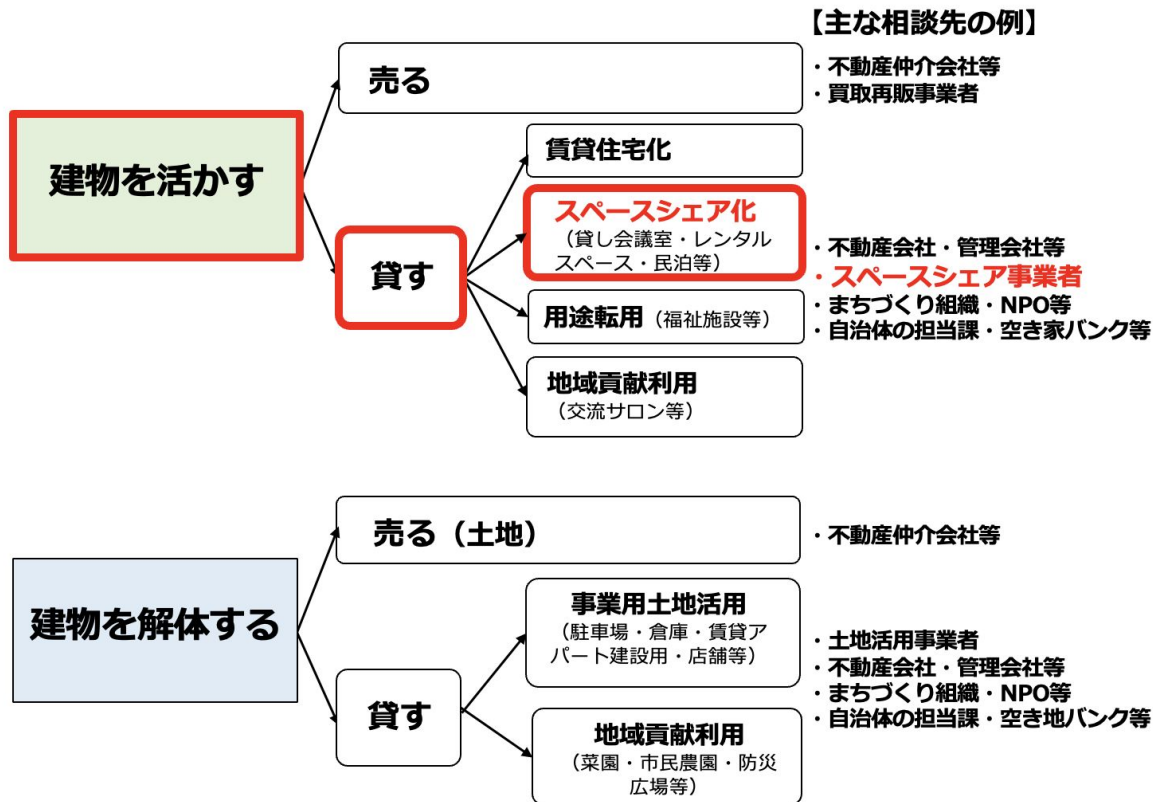 【主な相談先の例】
売る
・不動産仲介会社等
・買取再販事業者
建物を活かす
賃貸住宅化
スペースシェア化
（貸し会議室・レンタル
スペース・民泊等）
貸す
・不動産会社・管理会社等
・スペースシェア事業者
・まちづくり組織・NPO等
・自治体の担当課・空き家バンク等
用途転用（福祉施設等）
地域貢献利用
（交流サロン等）
売る（土地）
・不動産仲介会社等
建物を解体する
事業用土地活用
（駐車場・倉庫・賃貸ア
パート建設用・店舗等）
貸す
・土地活用事業者
・不動産会社・管理会社等
・まちづくり組織・NPO等
・自治体の担当課・空き地バンク等
地域貢献利用
（菜園・市民農園・防災
広場等）